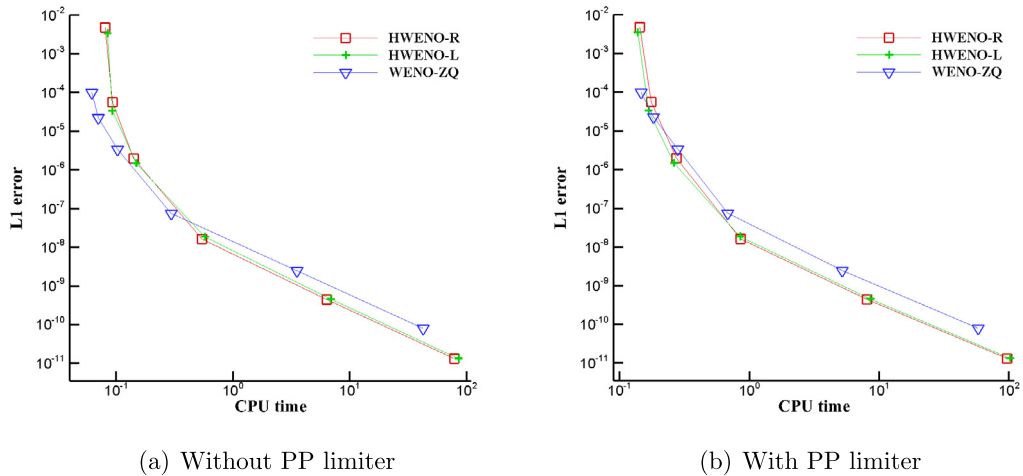 10⁻²
10⁻³
10⁻⁴
10⁻⁵
10⁻⁶
10⁻⁷
10⁻⁸
10⁻⁹
10⁻¹⁰
10⁻¹¹
L1 error
HWENO-R
HWENO-L
WENO-ZQ
10⁻¹ 10⁰ 10¹ 10²
CPU time
(a) Without PP limiter
10⁻²
10⁻³
10⁻⁴
10⁻⁵
10⁻⁶
10⁻⁷
10⁻⁸
10⁻⁹
10⁻¹⁰
10⁻¹¹
L1 error
HWENO-R
HWENO-L
WENO-ZQ
10⁻¹ 10⁰ 10¹ 10²
CPU time
(b) With PP limiter